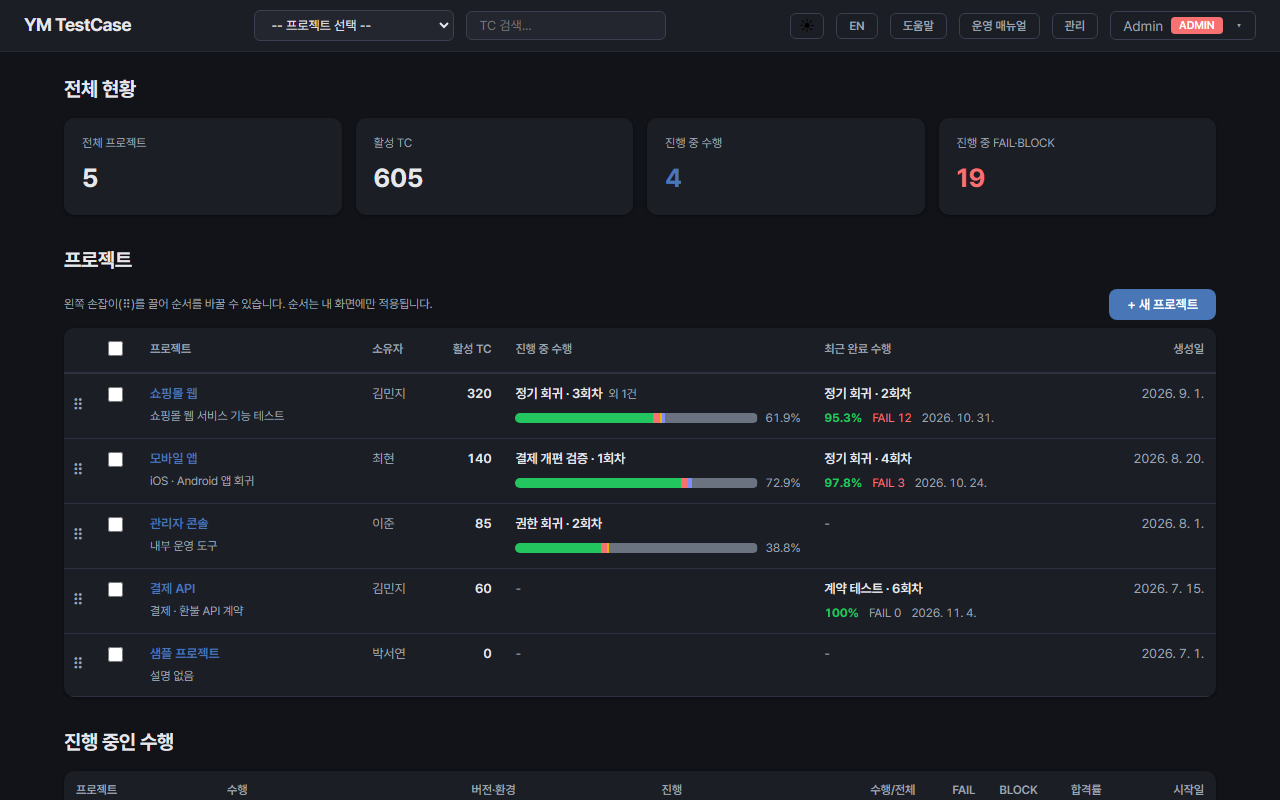 YM TestCase
-- 프로젝트 선택 --
TC 검색...
EN
도움말
운영 매뉴얼
관리
Admin ADMIN
전체 현황
전체 프로젝트
5
활성 TC
605
진행 중 수행
4
진행 중 FAIL·BLOCK
19
프로젝트
왼쪽 손잡이(⠿)를 끌어 순서를 바꿀 수 있습니다. 순서는 내 화면에만 적용됩니다.
+ 새 프로젝트
프로젝트 소유자 활성 TC 진행 중 수행 최근 완료 수행 생성일
쇼핑몰 웹 김민지 320 정기 회귀 · 3회차 외 1건 정기 회귀 · 2회차 2026. 9. 1.
쇼핑몰 웹 서비스 기능 테스트 61.9% 95.3% FAIL 12 2026. 10. 31.
모바일 앱 최현 140 결제 개편 검증 · 1회차 정기 회귀 · 4회차 2026. 8. 20.
iOS · Android 앱 회귀 72.9% 97.8% FAIL 3 2026. 10. 24.
관리자 콘솔 이준 85 권한 회귀 · 2회차 - 2026. 8. 1.
내부 운영 도구 38.8%
결제 API 김민지 60 - 계약 테스트 · 6회차 2026. 7. 15.
결제 · 환불 API 계약 100% FAIL 0 2026. 11. 4.
샘플 프로젝트 박서연 0 - - 2026. 7. 1.
설명 없음
진행 중인 수행
프로젝트 수행 버전·환경 진행 수행/전체 FAIL BLOCK 합격률 시작일